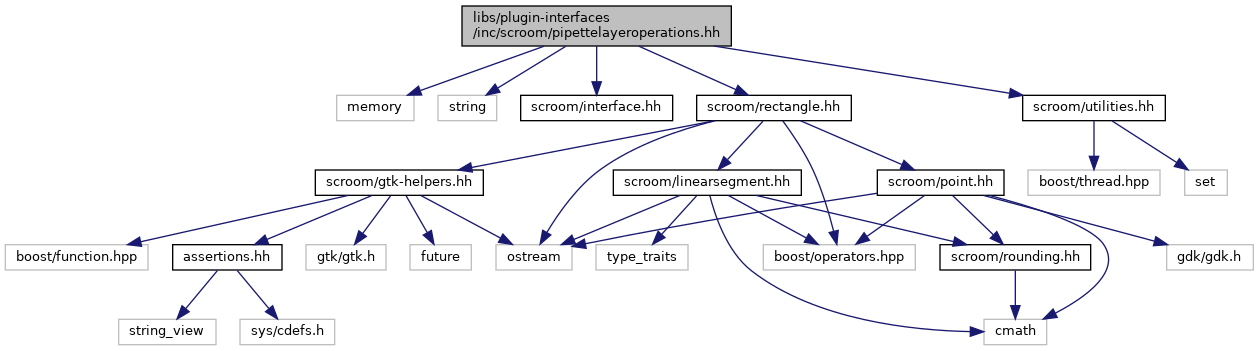 libs/plugin-interfaces
/inc/scroom/pipettelayeroperations.hh
memory
string
scroom/interface.hh
scroom/rectangle.hh
scroom/utilities.hh
scroom/gtk-helpers.hh
scroom/linearsegment.hh
scroom/point.hh
boost/thread.hpp
set
boost/function.hpp
assertions.hh
gtk/gtk.h
future
ostream
type_traits
boost/operators.hpp
scroom/rounding.hh
gdk/gdk.h
string_view
sys/cdefs.h
cmath